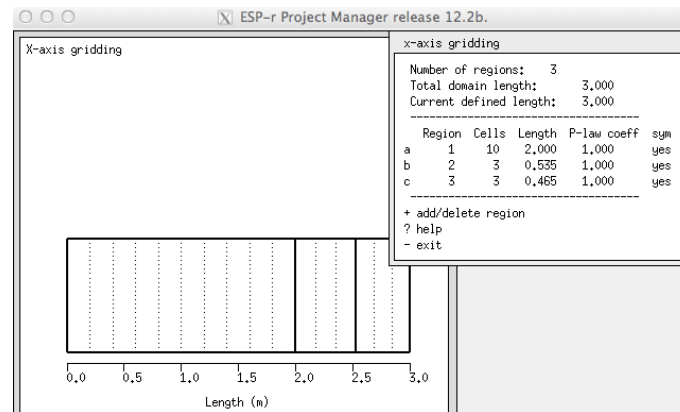 ESP-r Project Manager release 12.2b.
X-axis gridding
x-axis gridding
Number of regions: 3
Total domain length: 3.000
Current defined length: 3.000
Region Cells Length P-law coeff sym
a 1 10 2.000 1.000 yes
b 2 3 0.535 1.000 yes
c 3 3 0.465 1.000 yes
+ add/delete region
? help
- exit
0.0 0.5 1.0 1.5 2.0 2.5 3.0
Length (m)